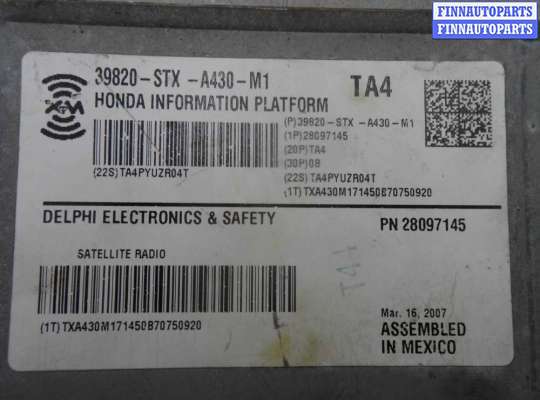 FINNAUTOPARTS
FINNAUTOPARTS
XM
39820-STX -A430-M1
HONDA INFORMATION PLATFORM
TA4
(P)39820-STX -A430-M1
(1P)28097145
(20P)TA4
(30P)08
(22S)TA4PYUZR04T
(22S)TA4PYUZR04T
(1T)TXA430M171450B70750920
DELPHI ELECTRONICS & SAFETY
PN 28097145
SATELLITE RADIO
TA4
(1T)TXA430M171450B70750920
Mar. 16, 2007
ASSEMBLED
IN MEXICO